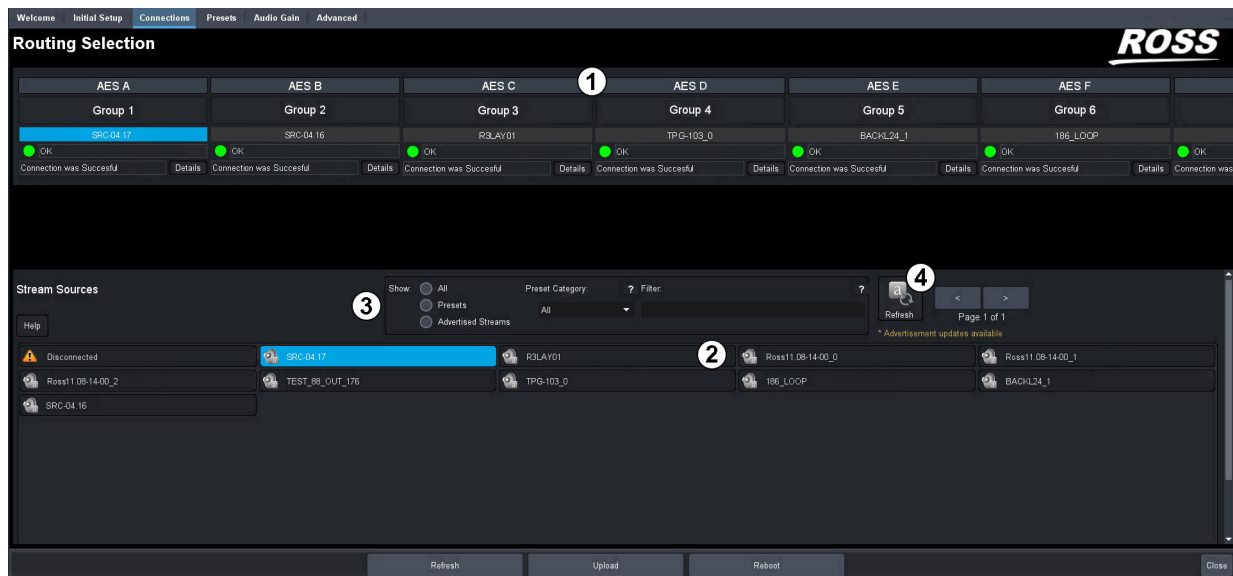 Welcome Initial Setup Connections Presets Audio Gain Advanced
Routing Selection
ROSS
AES A AES B AES C 1 AES D AES E AES F
Group 1 Group 2 Group 3 Group 4 Group 5 Group 6
SRC-04.17 SRC-04.16 R3LAY01 TPG-103_0 BACKL24_1 186_LOOP
OK OK OK OK OK OK OK
Connection was Succesful Details Connection was Succesful Details Connection was Succesful Details Connection was Succesful Details Connection was Succesful Details Connection was Succesful Details Connection was
Stream Sources
3
Show: All
Presets
Advertised Streams
Preset Category: ? Filter: ?
All
4
a
Refresh
< >
Page 1 of 1
* Advertisement updates available
Help
Disconnected SRC-04.17 R3LAY01 2 Ross11.08-14-00_0 Ross11.08-14-00_1
Ross11.08-14-00_2 TEST_88_OUT_176 TPG-103_0 186_LOOP BACKL24_1
SRC-04.16
Refresh Upload Reboot Close